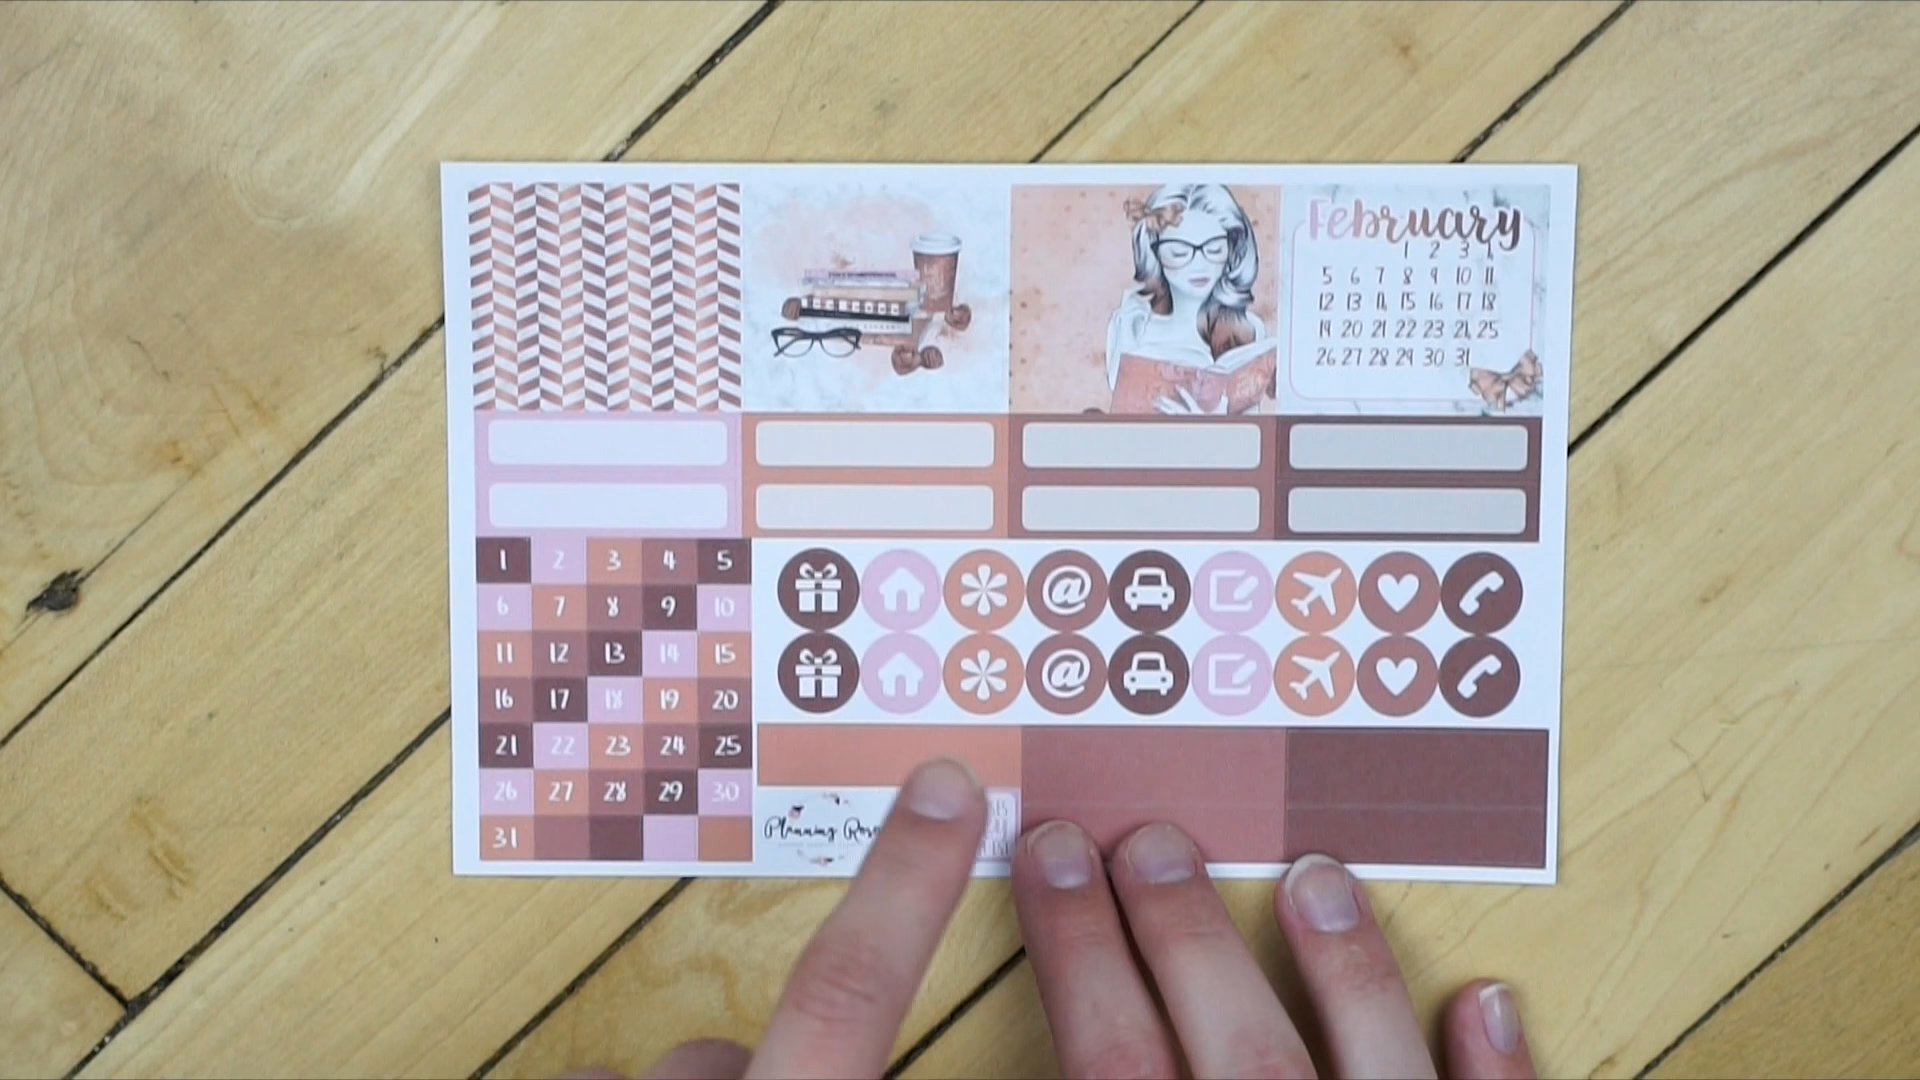 February
1 2 3 4
5 6 7 8 9 10 11
12 13 14 15 16 17 18
19 20 21 22 23 24 25
26 27 28 29 30 31
1 2 3 4 5
6 7 8 9 10
11 12 13 14 15
16 17 18 19 20
21 22 23 24 25
26 27 28 29 30
31
@
@
Planning